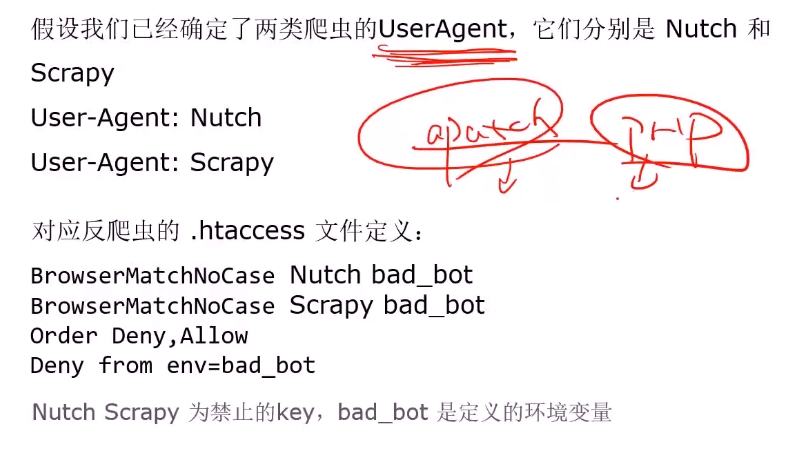 假设我们已经确定了两类爬虫的UserAgent，它们分别是 Nutch 和
Scrapy
User-Agent: Nutch
apatch PHP
User-Agent: Scrapy
对应反爬虫的 .htaccess 文件定义：
BrowserMatchNoCase Nutch bad_bot
BrowserMatchNoCase Scrapy bad_bot
Order Deny,Allow
Deny from env=bad_bot
Nutch Scrapy 为禁止的key，bad_bot 是定义的环境变量